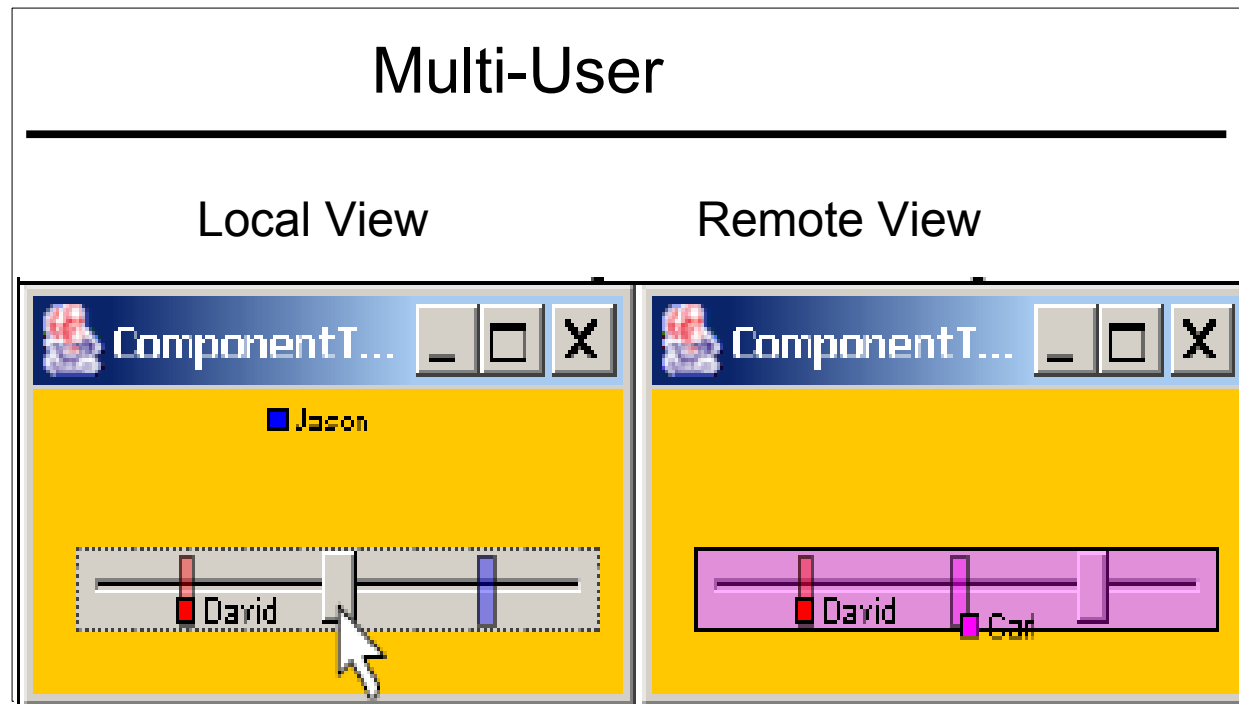 Multi-User
Local View
Remote View
ComponentT...
ComponentT...
Jason
David
David
Carl